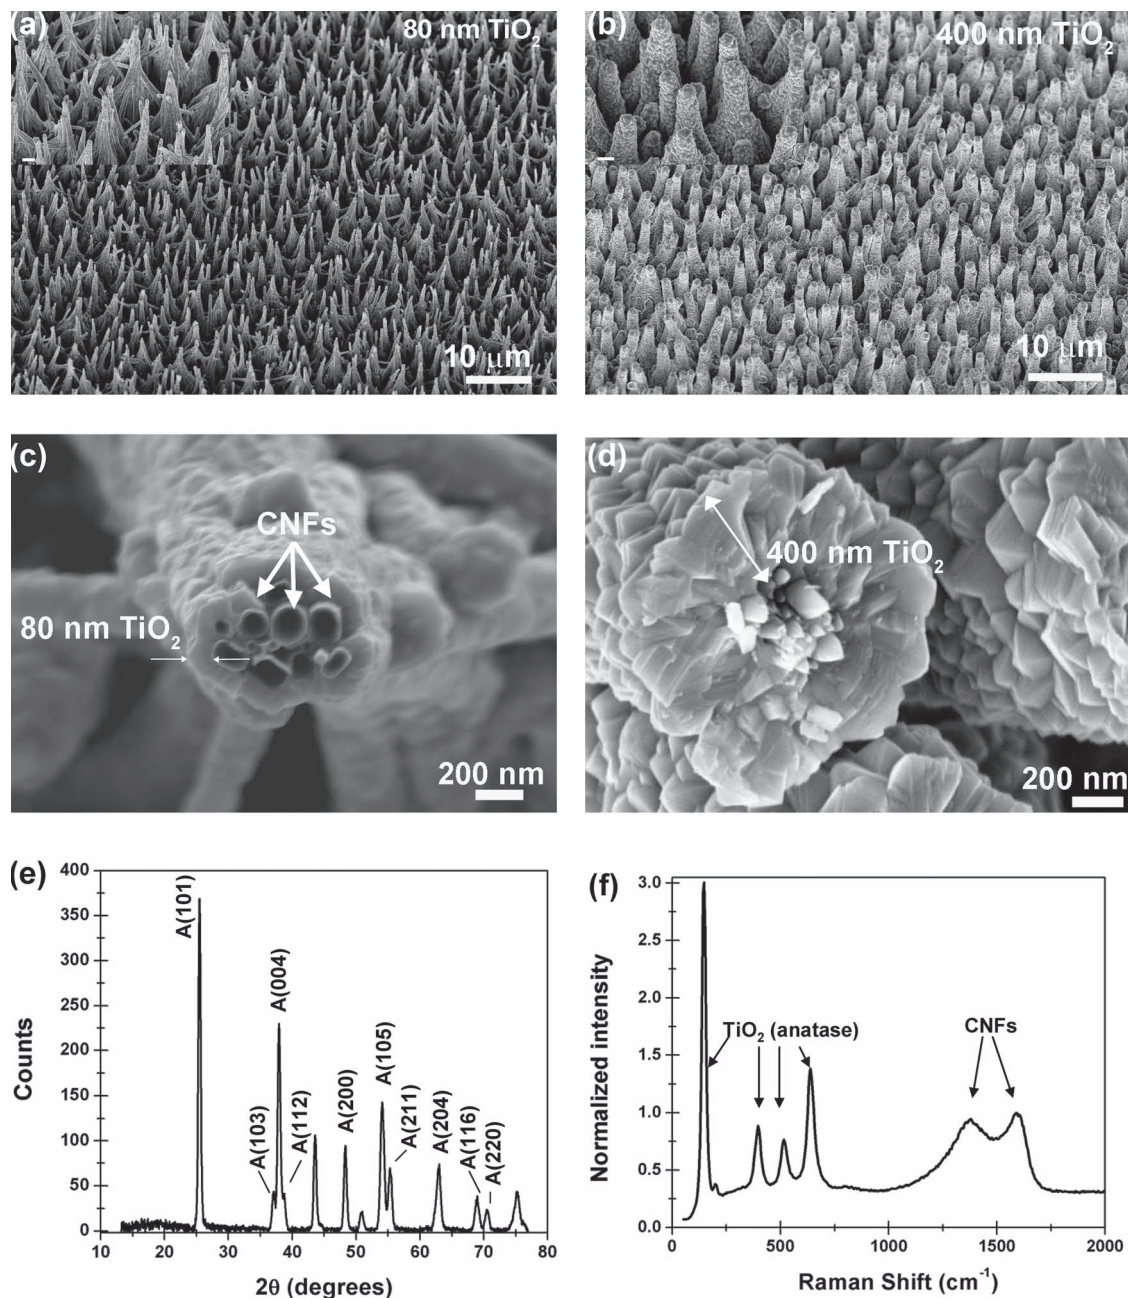 (a)
80 nm TiO2
10 μm
(b)
400 nm TiO2
10 μm
(c)
CNFs
80 nm TiO2
200 nm
(d)
400 nm TiO2
200 nm
(e)
400
350
300
250
200
150
100
50
0
Counts
A(101)
A(103)
A(004)
A(112)
A(200)
A(105)
A(211)
A(204)
A(116)
A(220)
10 20 30 40 50 60 70 80
2θ (degrees)
(f)
3.0
2.5
2.0
1.5
1.0
0.5
0.0
Normalized intensity
TiO2 (anatase)
CNFs
0 500 1000 1500 2000
Raman Shift (cm-1)